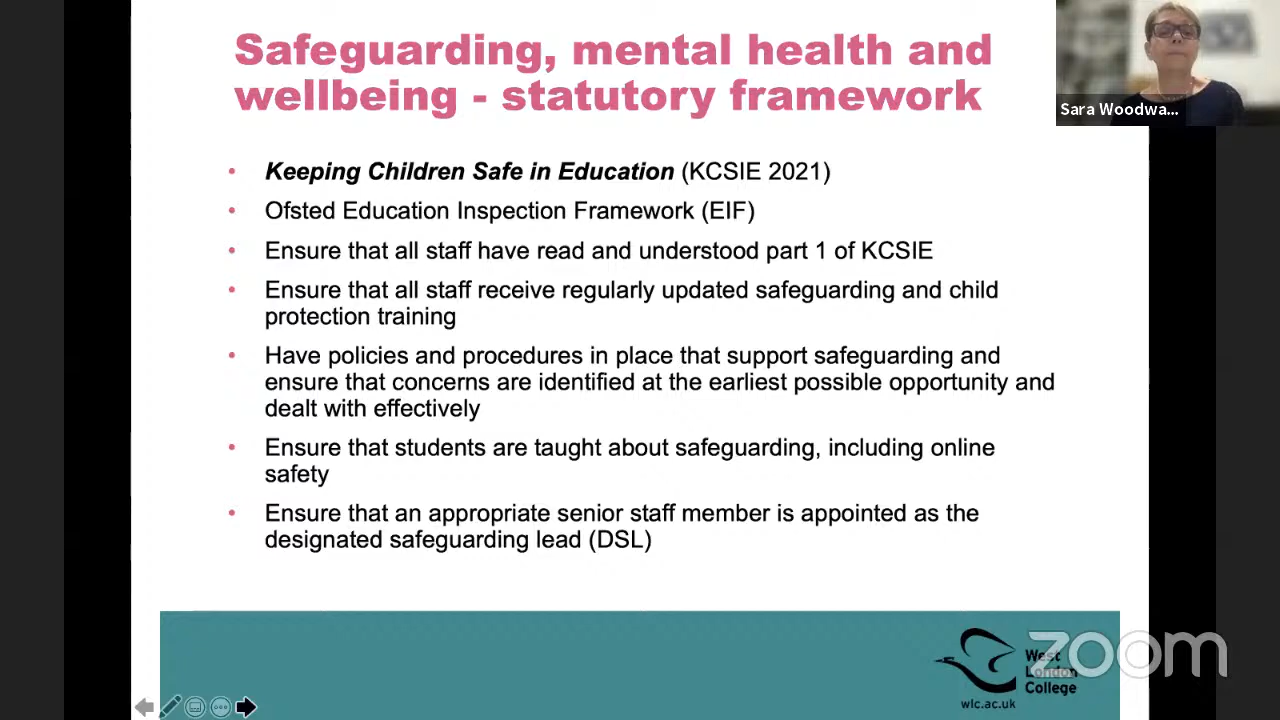 Safeguarding, mental health and
wellbeing - statutory framework
Sara Woodwa...
• Keeping Children Safe in Education (KCSIE 2021)
• Ofsted Education Inspection Framework (EIF)
• Ensure that all staff have read and understood part 1 of KCSIE
• Ensure that all staff receive regularly updated safeguarding and child
protection training
• Have policies and procedures in place that support safeguarding and
ensure that concerns are identified at the earliest possible opportunity and
dealt with effectively
• Ensure that students are taught about safeguarding, including online
safety
• Ensure that an appropriate senior staff member is appointed as the
designated safeguarding lead (DSL)
West
London
College
wlc.ac.uk
zoom